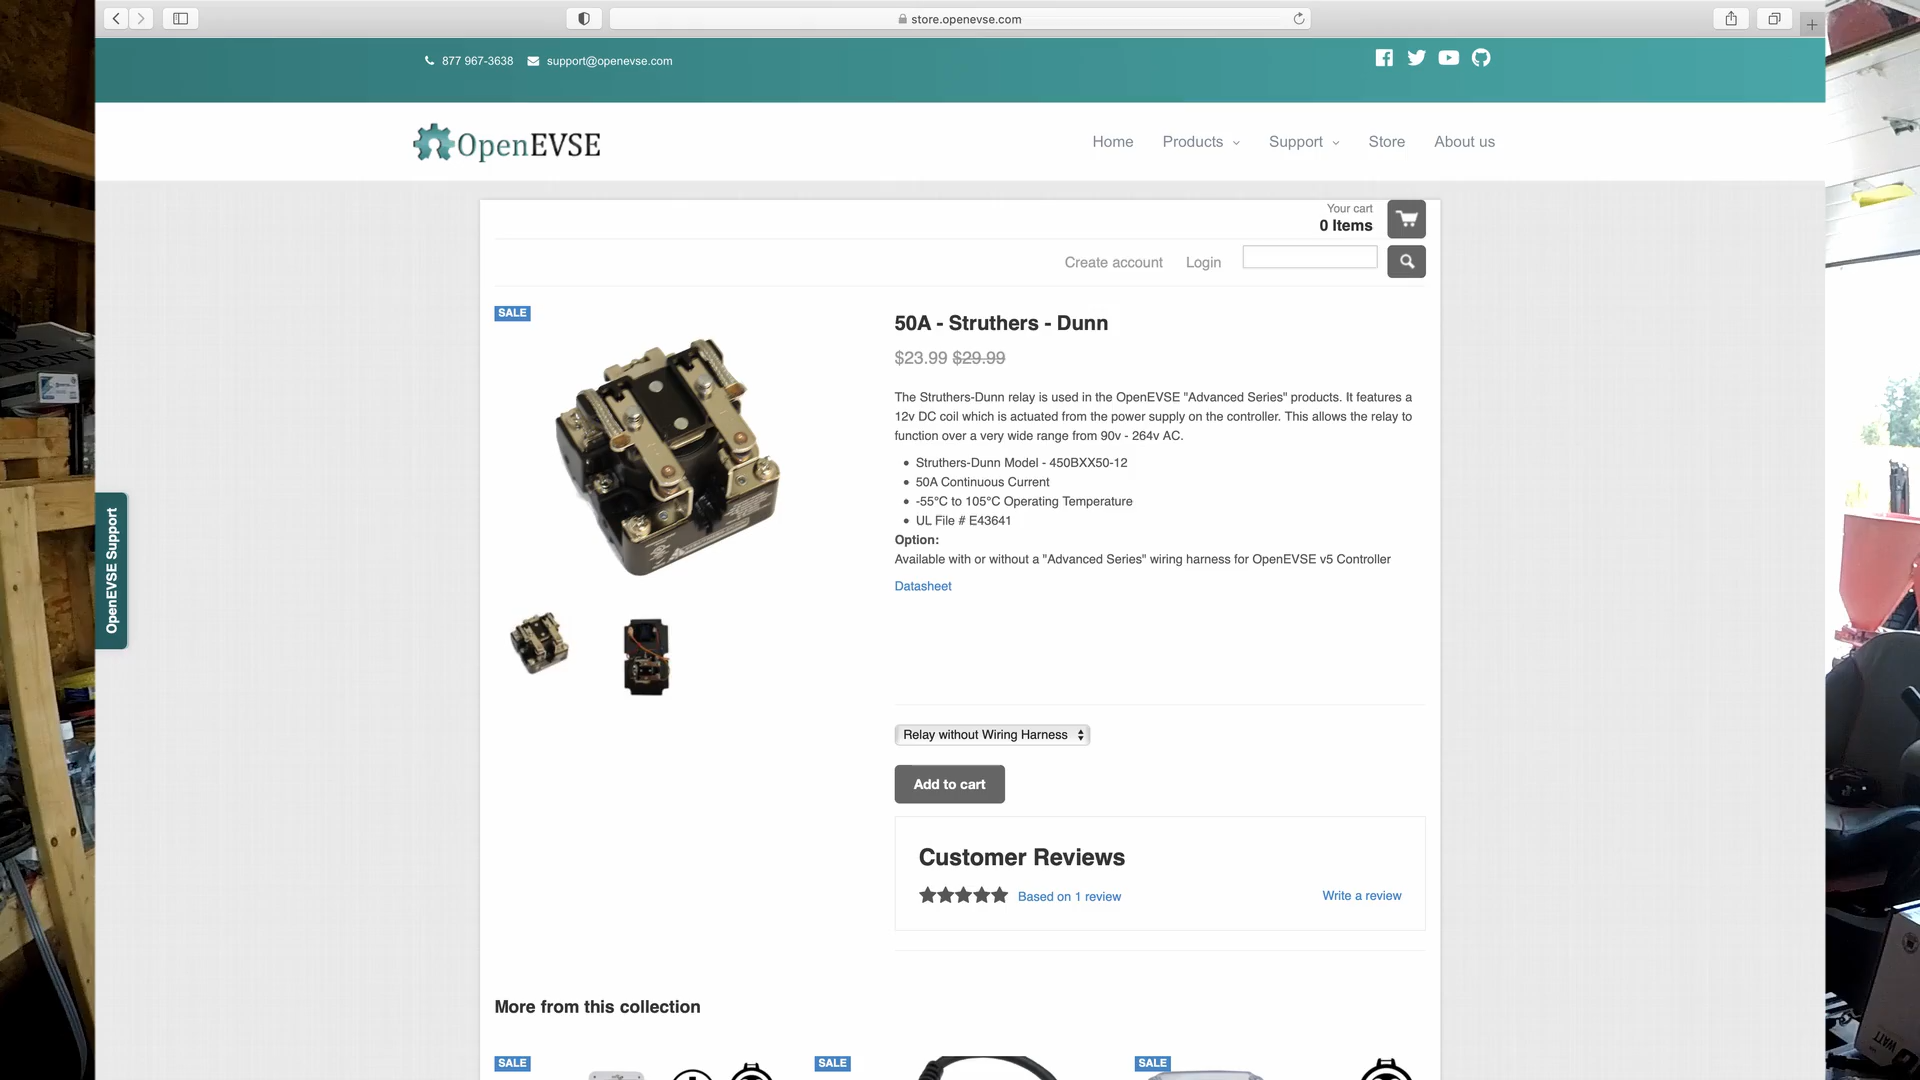 store.openevse.com
877 967-3638 support@openevse.com
OpenEVSE
Home Products Support Store About us
Your cart
0 Items
Create account Login
SALE
50A - Struthers - Dunn
$23.99 $29.99
The Struthers-Dunn relay is used in the OpenEVSE "Advanced Series" products. It features a
12v DC coil which is actuated from the power supply on the controller. This allows the relay to
function over a very wide range from 90v - 264v AC.
Struthers-Dunn Model - 450BXX50-12
50A Continuous Current
-55°C to 105°C Operating Temperature
UL File # E43641
Option:
Available with or without a "Advanced Series" wiring harness for OpenEVSE v5 Controller
Datasheet
OpenEVSE Support
Relay without Wiring Harness
Add to cart
Customer Reviews
Based on 1 review Write a review
More from this collection
SALE SALE SALE